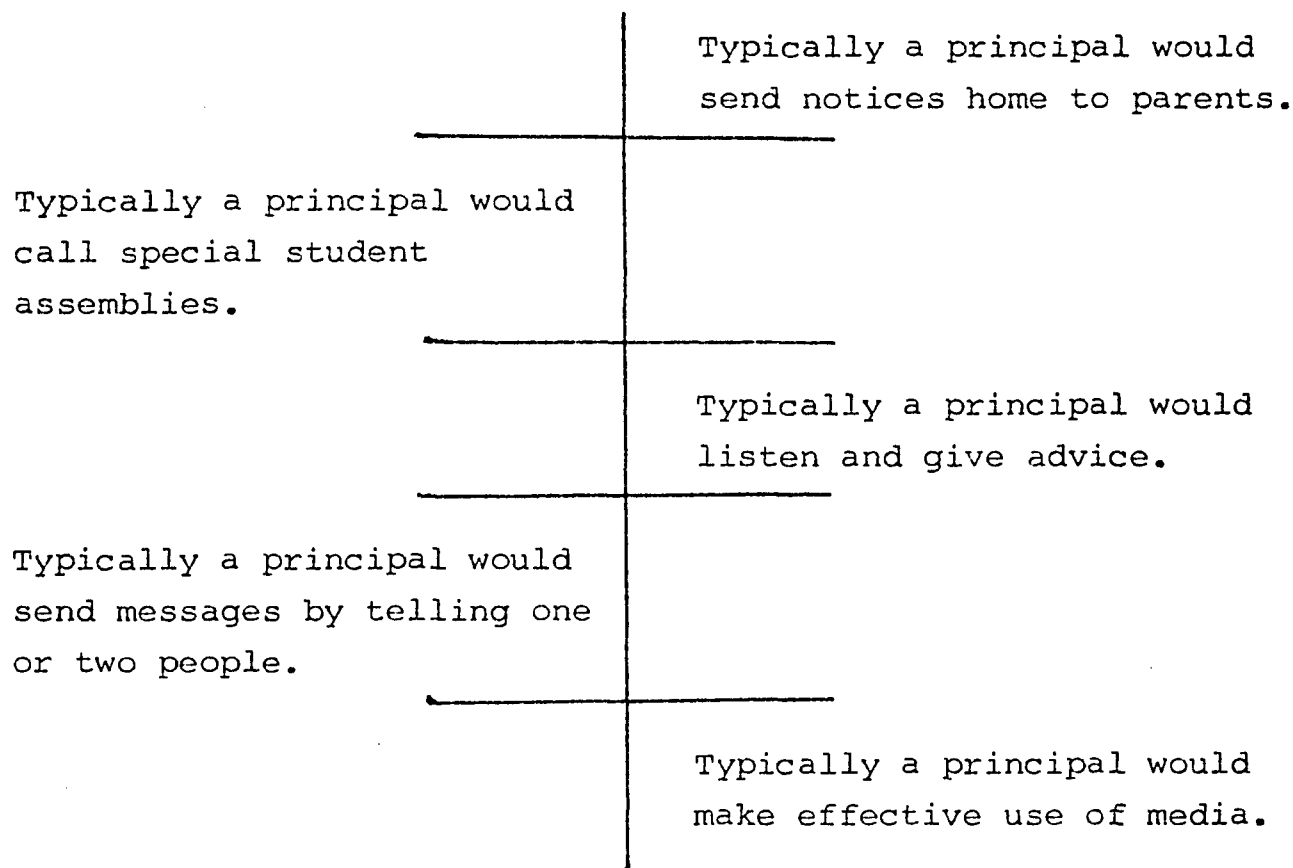 Typically a principal would
send notices home to parents.
Typically a principal would
call special student
assemblies.
Typically a principal would
listen and give advice.
Typically a principal would
send messages by telling one
or two people.
Typically a principal would
make effective use of media.